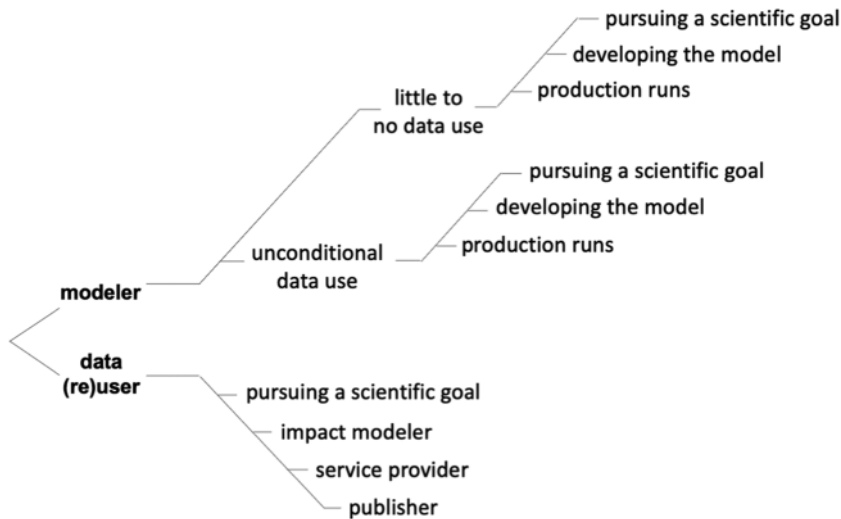 pursuing a scientific goal
developing the model
production runs
little to
no data use
pursuing a scientific goal
developing the model
production runs
unconditional
data use
modeler
data
(re)user
pursuing a scientific goal
impact modeler
service provider
publisher